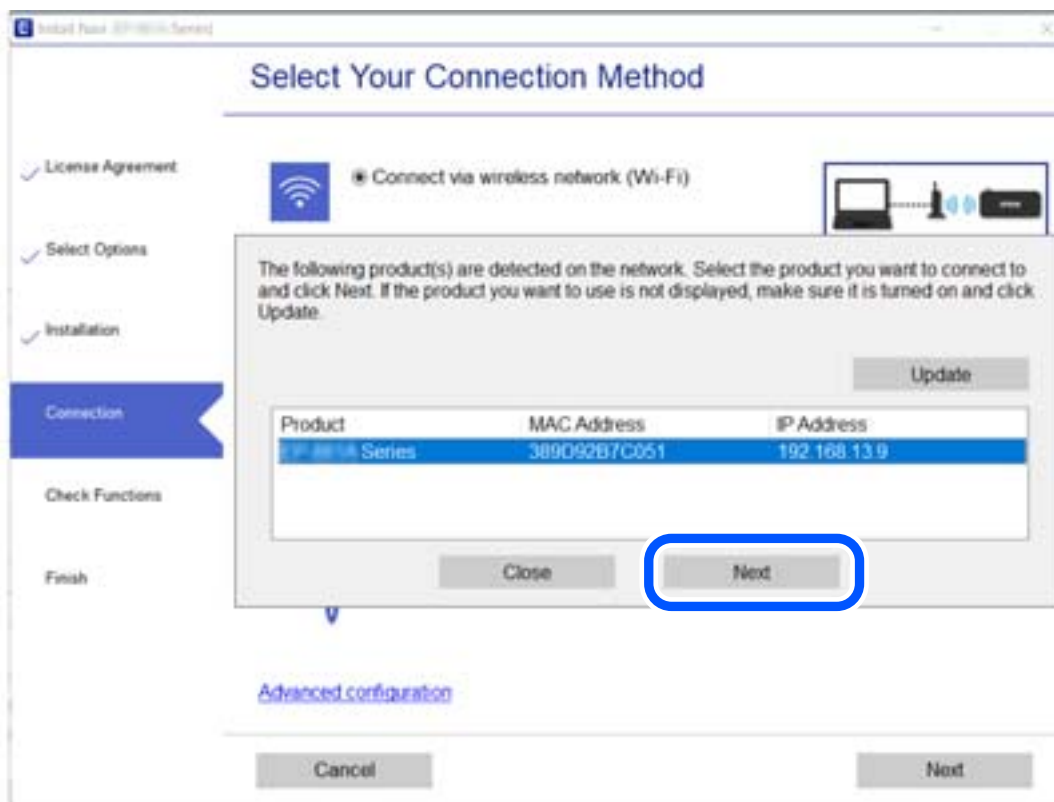 Install Navi
Series]
Select Your Connection Method
License Agreement
Connect via wireless network (Wi-Fi)
Select Options
The following product(s) are detected on the network. Select the product you want to connect to
and click Next. If the product you want to use is not displayed, make sure it is turned on and click
Update.
Installation
Update
Connection
Product MAC Address IP Address
Series 389D92B7C051 192.168.13.9
Check Functions
Close Next
Finish
Advanced configuration
Cancel Next